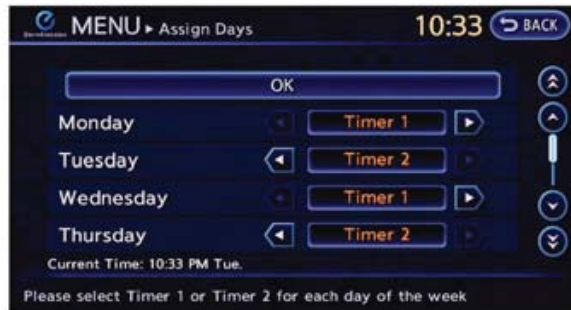 MENU ▸ Assign Days 10:33 BACK
OK
Monday Timer 1
Tuesday Timer 2
Wednesday Timer 1
Thursday Timer 2
Current Time: 10:33 PM Tue.
Please select Timer 1 or Timer 2 for each day of the week